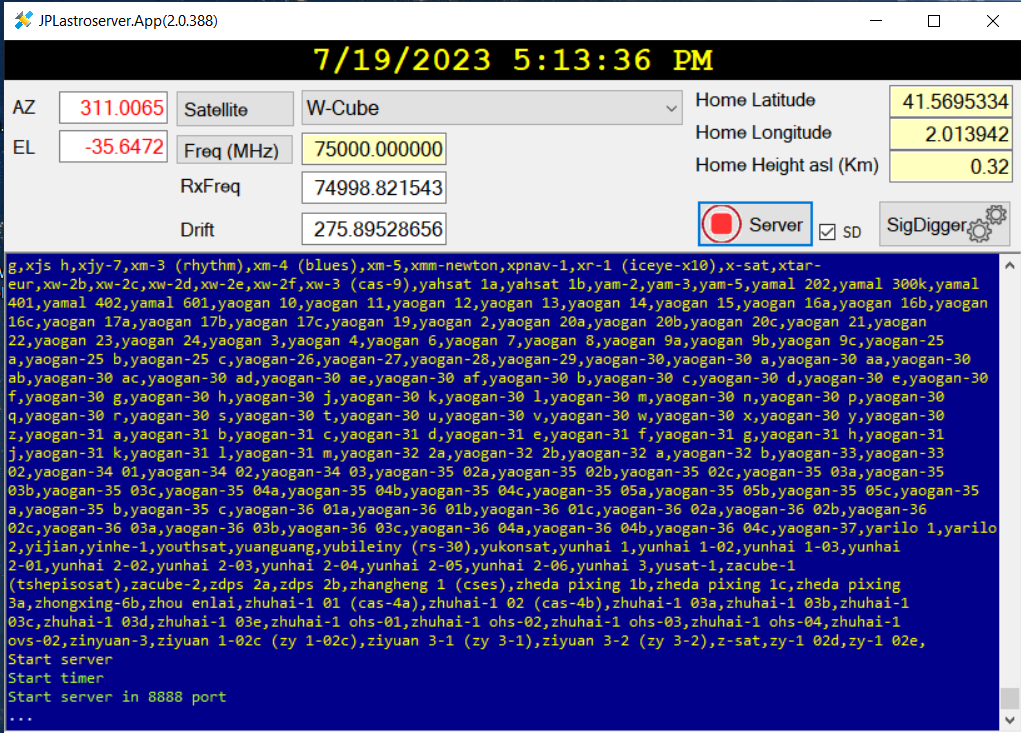 JPLastroserver.App(2.0.388)
7/19/2023 5:13:36 PM
AZ 311.0065 Satellite W-Cube Home Latitude 41.5695334
EL -35.6472 Freq (MHz) 75000.000000 Home Longitude 2.013942
RxFreq 74998.821543 Home Height asl (Km) 0.32
Drift 275.89528656 Server SD SigDigger
g,xjs h,xjy-7,xm-3 (rhythm),xm-4 (blues),xm-5,xmm-newton,xpnav-1,xr-1 (iceye-x10),x-sat,xtar-
eur,xw-2b,xw-2c,xw-2d,xw-2e,xw-2f,xw-3 (cas-9),yahsat 1a,yahsat 1b,yam-2,yam-3,yam-5,yamal 202,yamal 300k,yamal
401,yamal 402,yamal 601,yaogan 10,yaogan 11,yaogan 12,yaogan 13,yaogan 14,yaogan 15,yaogan 16a,yaogan 16b,yaogan
16c,yaogan 17a,yaogan 17b,yaogan 17c,yaogan 19,yaogan 2,yaogan 20a,yaogan 20b,yaogan 20c,yaogan 21,yaogan
22,yaogan 23,yaogan 24,yaogan 3,yaogan 4,yaogan 6,yaogan 7,yaogan 8,yaogan 9a,yaogan 9b,yaogan 9c,yaogan-25
a,yaogan-25 b,yaogan-25 c,yaogan-26,yaogan-27,yaogan-28,yaogan-29,yaogan-30,yaogan-30 a,yaogan-30 aa,yaogan-30
ab,yaogan-30 ac,yaogan-30 ad,yaogan-30 ae,yaogan-30 af,yaogan-30 b,yaogan-30 c,yaogan-30 d,yaogan-30 e,yaogan-30
f,yaogan-30 g,yaogan-30 h,yaogan-30 j,yaogan-30 k,yaogan-30 l,yaogan-30 m,yaogan-30 n,yaogan-30 p,yaogan-30
q,yaogan-30 r,yaogan-30 s,yaogan-30 t,yaogan-30 u,yaogan-30 v,yaogan-30 w,yaogan-30 x,yaogan-30 y,yaogan-30
z,yaogan-31 a,yaogan-31 b,yaogan-31 c,yaogan-31 d,yaogan-31 e,yaogan-31 f,yaogan-31 g,yaogan-31 h,yaogan-31
j,yaogan-31 k,yaogan-31 l,yaogan-31 m,yaogan-32 2a,yaogan-32 2b,yaogan-32 a,yaogan-32 b,yaogan-33,yaogan-33
02,yaogan-34 01,yaogan-34 02,yaogan-34 03,yaogan-35 02a,yaogan-35 02b,yaogan-35 02c,yaogan-35 03a,yaogan-35
03b,yaogan-35 03c,yaogan-35 04a,yaogan-35 04b,yaogan-35 04c,yaogan-35 05a,yaogan-35 05b,yaogan-35 05c,yaogan-35
a,yaogan-35 b,yaogan-35 c,yaogan-36 01a,yaogan-36 01b,yaogan-36 01c,yaogan-36 02a,yaogan-36 02b,yaogan-36
02c,yaogan-36 03a,yaogan-36 03b,yaogan-36 03c,yaogan-36 04a,yaogan-36 04b,yaogan-36 04c,yaogan-37,yarilo 1,yarilo
2,yijian,yinhe-1,youthsat,yuanguang,yubileiny (rs-30),yukonsat,yunhai 1,yunhai 1-02,yunhai 1-03,yunhai
2-01,yunhai 2-02,yunhai 2-03,yunhai 2-04,yunhai 2-05,yunhai 2-06,yunhai 3,yusat-1,zacube-1
(tshepisosat),zacube-2,zdps 2a,zdps 2b,zhangheng 1 (cses),zheda pixing 1b,zheda pixing 1c,zheda pixing
3a,zhongxing-6b,zhou enlai,zhuhai-1 01 (cas-4a),zhuhai-1 02 (cas-4b),zhuhai-1 03a,zhuhai-1 03b,zhuhai-1
03c,zhuhai-1 03d,zhuhai-1 03e,zhuhai-1 ohs-01,zhuhai-1 ohs-02,zhuhai-1 ohs-03,zhuhai-1 ohs-04,zhuhai-1
ovs-02,zinyuan-3,ziyuan 1-02c (zy 1-02c),ziyuan 3-1 (zy 3-1),ziyuan 3-2 (zy 3-2),z-sat,zy-1 02d,zy-1 02e,
Start server
Start timer
Start server in 8888 port
...